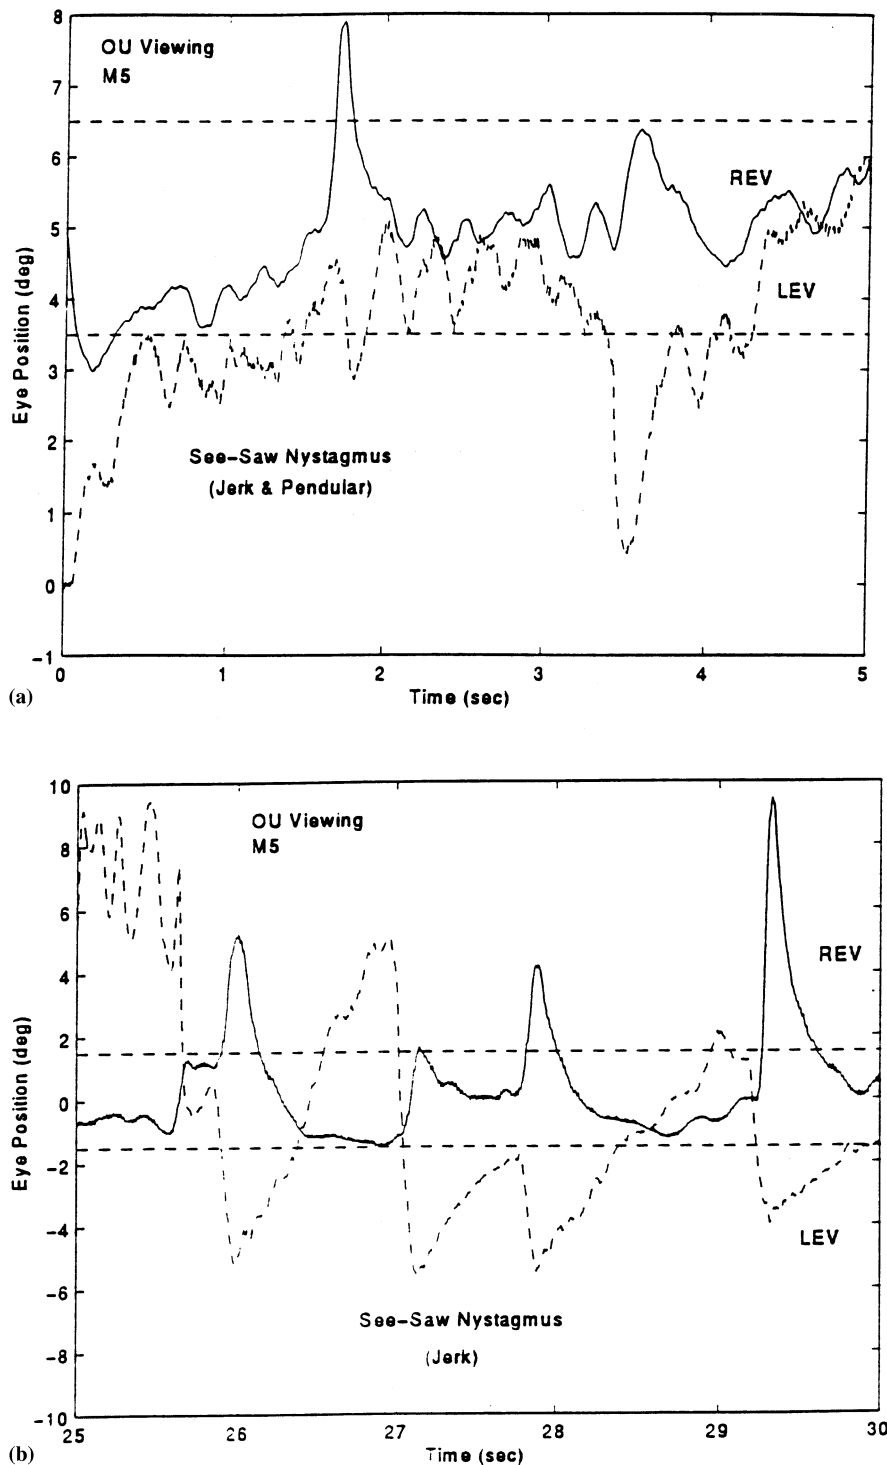 8
OU Viewing
M5
7
6
REV
5
LEV
4
3
2
See-Saw Nystagmus
(Jerk & Pendular)
1
0
-1
0 1 2 3 4 5
Eye Position (deg)
Time (sec)
(a)
10
OU Viewing
M5
8
6
REV
4
2
0
-2
LEV
-4
-6
See-Saw Nystagmus
(Jerk)
-8
-10
25 26 27 28 29 30
Eye Position (deg)
Time (sec)
(b)